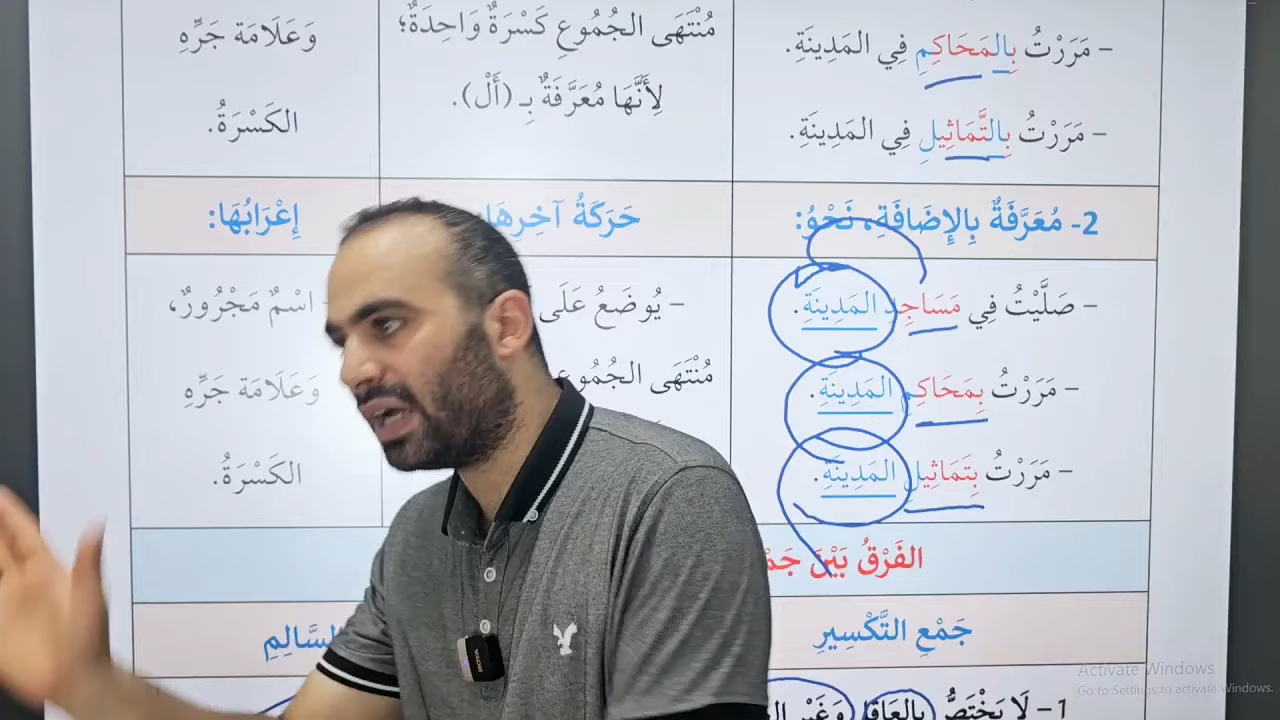 - مَرَرْتُ بِالمَحَاكِمِ فِي المَدِينَةِ.
- مَرَرْتُ بِالتَّمَاثِيلِ فِي المَدِينَةِ.
مُنْتَهَى الجُمُوعِ كَسْرَةٌ وَاحِدَةٌ؛
لِأَنَّهَا مُعَرَّفَةٌ بِـ (أَلْ).
وَعَلَامَة جَرِّهِ
الكَسْرَةُ.
2- مُعَرَّفَةٌ بِالإِضَافَةِ، نَحْوُ:
حَرَكَةُ آخِرِهَا
إِعْرَابُهَا:
- صَلَّيْتُ فِي مَسَاجِدِ المَدِينَةِ.
- مَرَرْتُ بِمَحَاكِمِ المَدِينَةِ.
- مَرَرْتُ بِتَمَاثِيلِ المَدِينَةِ.
- يُوضَعُ عَلَى
مُنْتَهَى الجُمُوعِ
- اسْمٌ مَجْرُورٌ،
وَعَلَامَة جَرِّهِ
الكَسْرَةُ.
الفَرْقُ بَيْنَ
جَمْعِ التَّكْسِيرِ
السَّالِمِ
1- لَا يَخْتَصُّ بِالعَاقِلِ وَغَيْرِ
Activate Windows
Go to Settings to activate Windows.